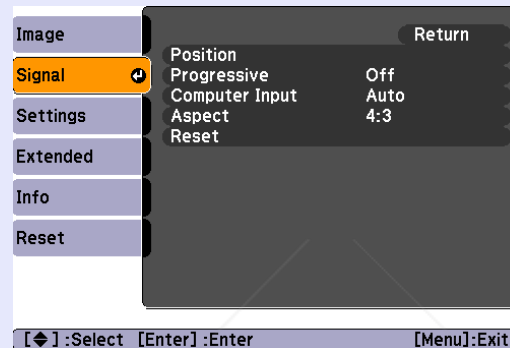 Image
Signal
Settings
Extended
Info
Reset
Return
Position
Progressive Off
Computer Input Auto
Aspect 4:3
Reset
[◆] :Select [Enter] :Enter [Menu]:Exit